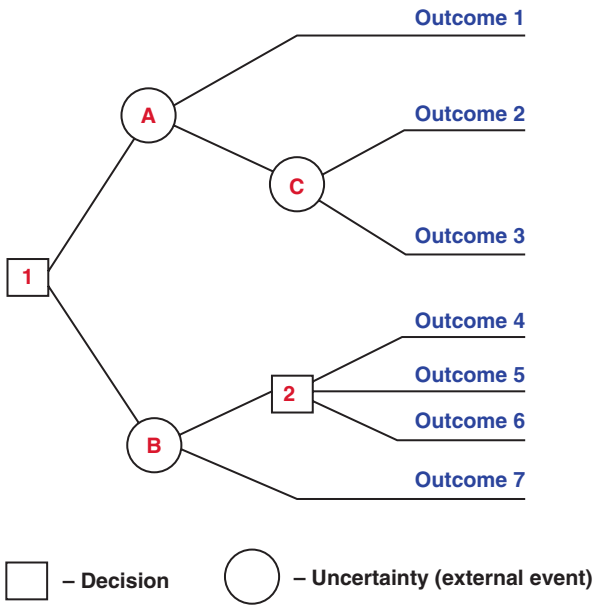 Outcome 1
A
Outcome 2
C
Outcome 3
1
Outcome 4
Outcome 5
2
Outcome 6
B
Outcome 7
– Decision
– Uncertainty (external event)